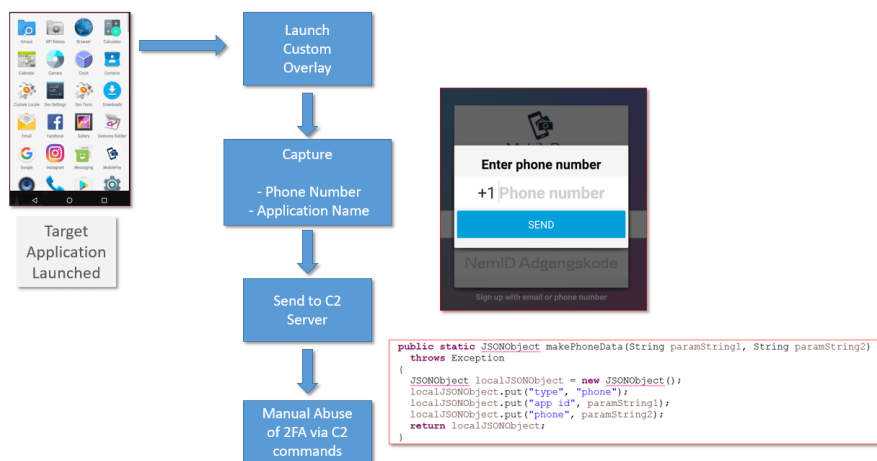 Amaze
API Demos
Browser
Calculator
Calendar
Camera
Clock
Contacts
Custom Locale
Dev Settings
Dev Tools
Downloads
Email
Facebook
Gallery
Gestures Builder
Google
Instagram
Messaging
MobilePay
Target
Application
Launched
Launch
Custom
Overlay
Capture
- Phone Number
- Application Name
Send to C2
Server
Manual Abuse
of 2FA via C2
commands
Enter phone number
+1 Phone number
SEND
NemID Adgangskode
Sign up with email or phone number
public static JSONObject makePhoneData(String paramString1, String paramString2)
throws Exception
{
JSONObject localJSONObject = new JSONObject();
localJSONObject.put("type", "phone");
localJSONObject.put("app id", paramString1);
localJSONObject.put("phone", paramString2);
return localJSONObject;
}